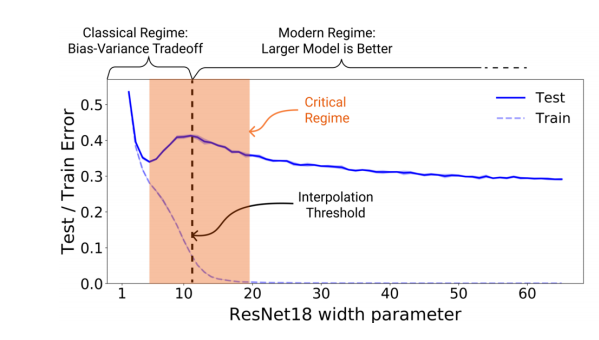 Classical Regime:
Bias-Variance Tradeoff
Modern Regime:
Larger Model is Better
Critical
Regime
Interpolation
Threshold
Test
Train
Test / Train Error
0.5
0.4
0.3
0.2
0.1
0.0
1 10 20 30 40 50 60
ResNet18 width parameter